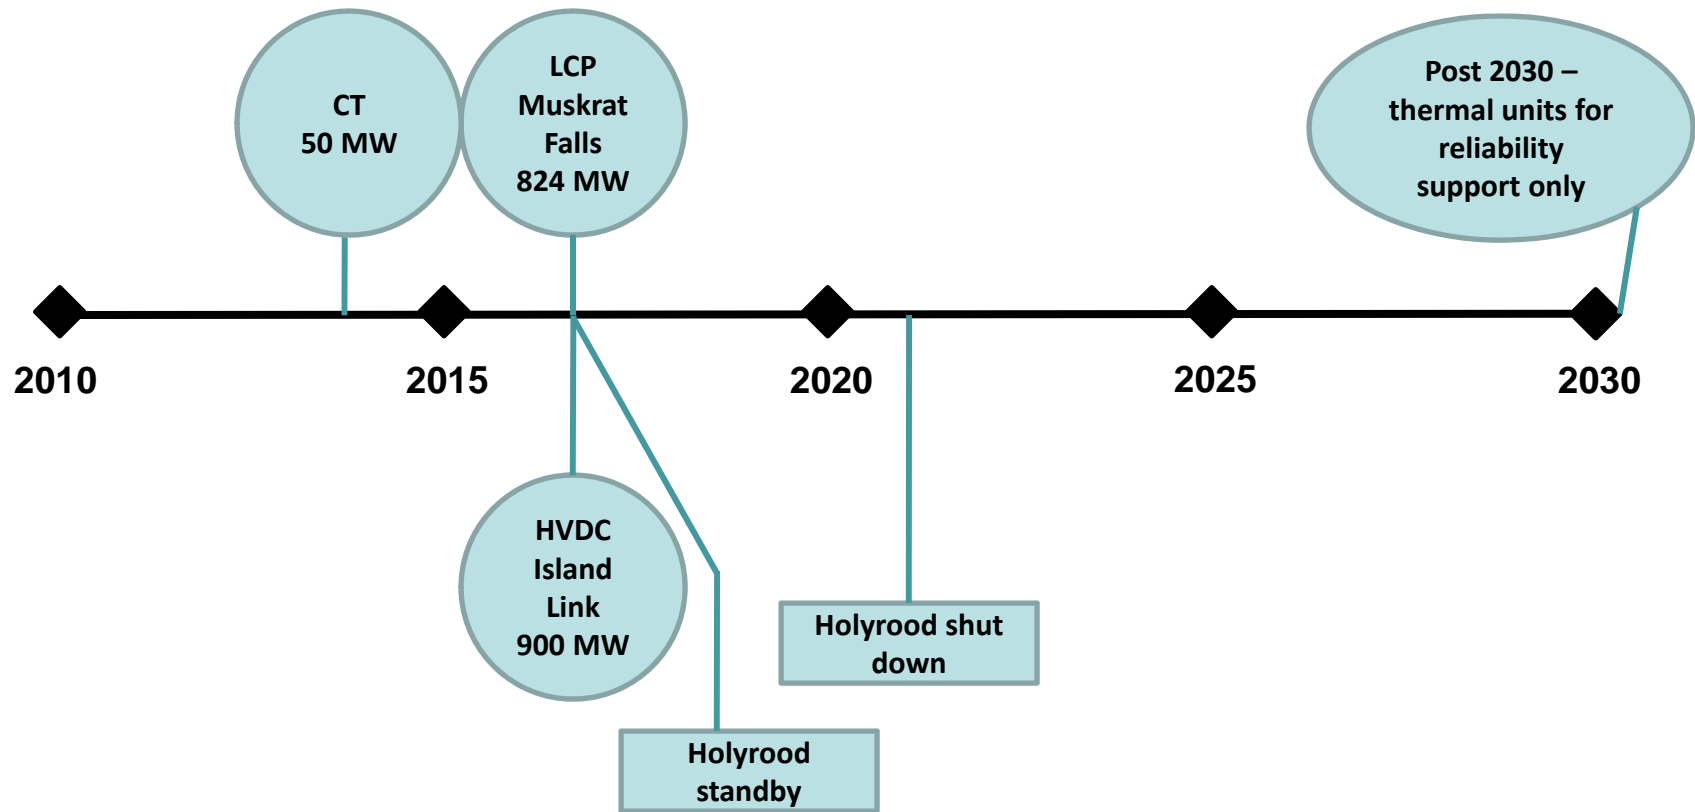 CT
50 MW
LCP
Muskrat
Falls
824 MW
Post 2030 –
thermal units for
reliability
support only
2010
2015
2020
2025
2030
HVDC
Island
Link
900 MW
Holyrood shut
down
Holyrood
standby